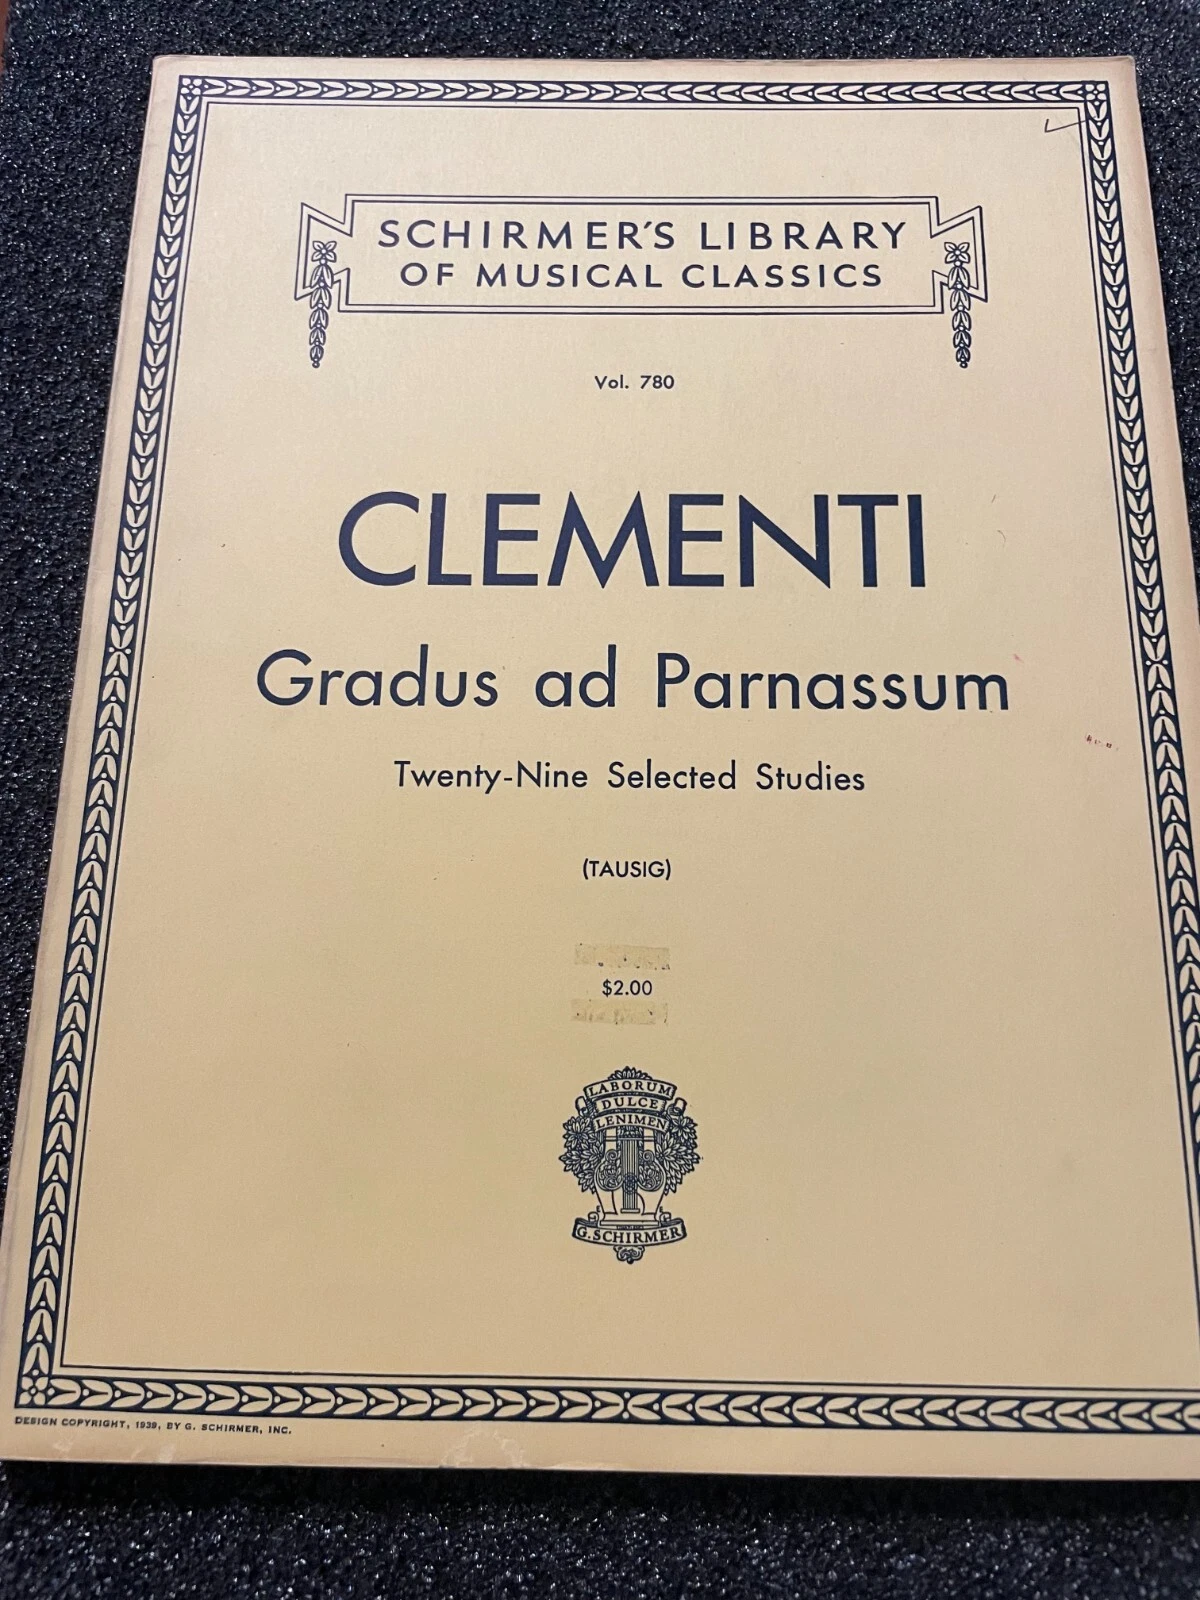 SCHIRMER'S LIBRARY
OF MUSICAL CLASSICS
Vol. 780
CLEMENTI
Gradus ad Parnassum
Twenty-Nine Selected Studies
(TAUSIG)
$2.00
LABORUM
DULCE
LENIMEN
G. SCHIRMER
DESIGN COPYRIGHT, 1939, BY G. SCHIRMER, INC.